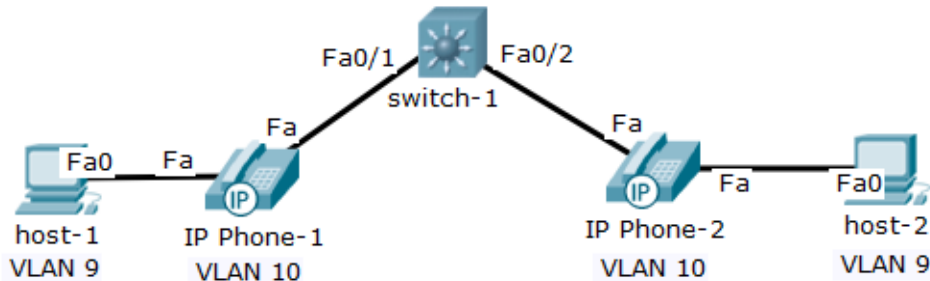 Fa0/1
Fa0/2
switch-1
Fa
Fa
Fa0
Fa
Fa
Fa0
IP
IP
host-1
IP Phone-1
IP Phone-2
host-2
VLAN 9
VLAN 10
VLAN 10
VLAN 9